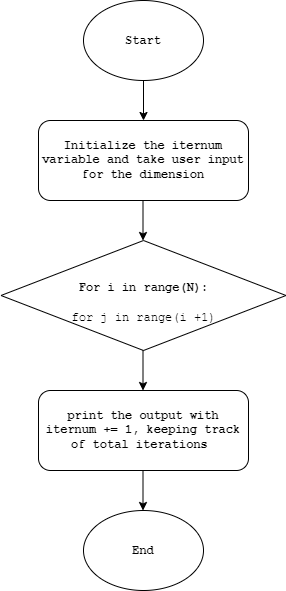 Start
Initialize the iternum
variable and take user input
for the dimension
For i in range(N):
for j in range(i +1)
print the output with
iternum += 1, keeping track
of total iterations
End